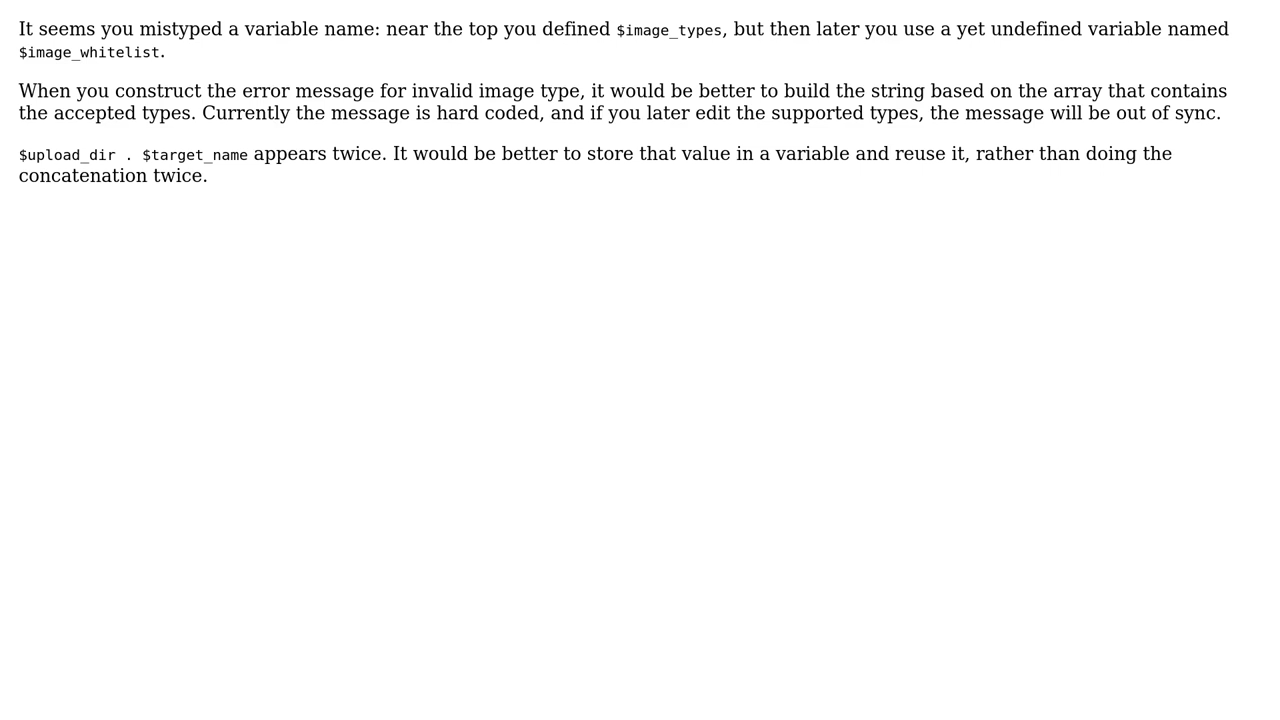 It seems you mistyped a variable name: near the top you defined $image_types, but then later you use a yet undefined variable named
$image_whitelist.
When you construct the error message for invalid image type, it would be better to build the string based on the array that contains
the accepted types. Currently the message is hard coded, and if you later edit the supported types, the message will be out of sync.
$upload_dir . $target_name appears twice. It would be better to store that value in a variable and reuse it, rather than doing the
concatenation twice.